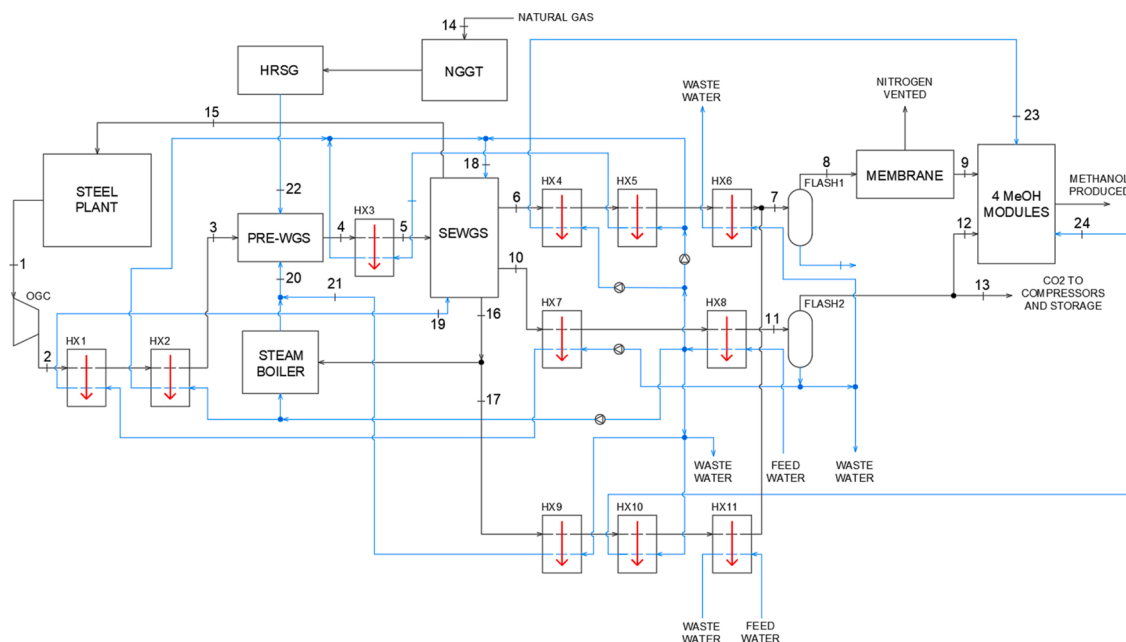 14
NATURAL GAS
HRSG
NGGT
WASTE
WATER
NITROGEN
VENTED
23
15
18
22
STEEL
PLANT
HX4
HX5
HX6
8
9
MEMBRANE
FLASH1
METHANOL
PRODUCED
4 MeOH
MODULES
3
PRE-WGS
4
HX3
5
SEWGS
6
7
12
24
1
OGC
20
21
19
10
16
HX7
HX8
11
FLASH2
13
CO2 TO
COMPRESSORS
AND STORAGE
2
HX1
HX2
STEAM
BOILER
17
WASTE
WATER
FEED
WATER
WASTE
WATER
HX9
HX10
HX11
WASTE
WATER
FEED
WATER